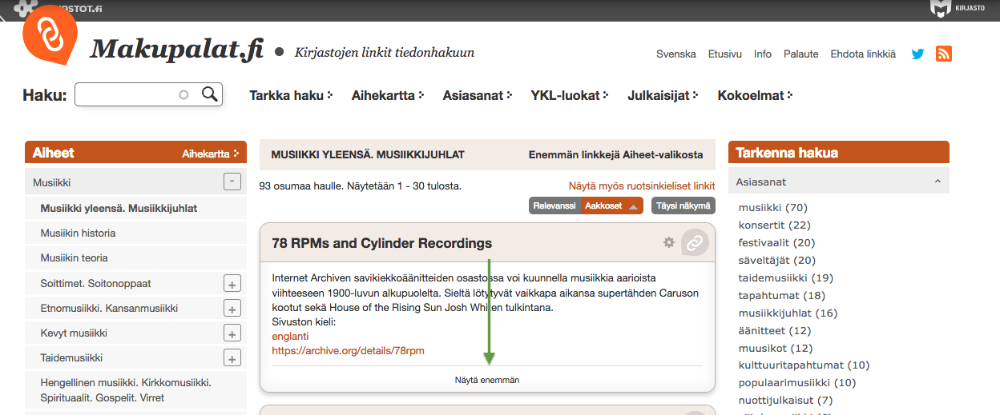 STOT.fi
KIRJASTO
Makupalat.fi
Kirjastojen linkit tiedonhakuun
Svenska Etusivu Info Palaute Ehdota linkkiä
Haku:
Tarkka haku Aihekartta Asiasanat YKL-luokat Julkaisijat Kokoelmat
Aiheet Aihekartta
Musiikki
Musiikki yleensä. Musiikkijuhlat
Musiikin historia
Musiikin teoria
Soittimet. Soitonoppaat
Etnomusiikki. Kansanmusiikki
Kevyt musiikki
Taidemusiikki
Hengellinen musiikki. Kirkkomusiikki.
Spirituaalit. Gospelit. Virret
MUSIIKKI YLEENSÄ. MUSIIKKIJUHLAT Enemmän linkkejä Aiheet-valikosta
93 osumaa haulle. Näytetään 1 - 30 tulosta. Näytä myös ruotsinkieliset linkit
Relevanssi Aakkoset Täysi näkymä
78 RPMs and Cylinder Recordings
Internet Archiven savikiekkoäänitteiden osastossa voi kuunnella musiikkia aarioista
viihteeseen 1900-luvun alkupuolelta. Sieltä lötytyvät vaikkapa aikansa supertähden Caruson
kootut sekä House of the Rising Sun Josh Whiten tulkintana.
Sivuston kieli:
englanti
https://archive.org/details/78rpm
Näytä enemmän
Tarkenna hakua
Asiasanat
musiikki (70)
konsertit (22)
festivaalit (20)
säveltäjät (20)
taidemusiikki (19)
tapahtumat (18)
musiikkijuhlat (16)
äänitteet (12)
muusikot (12)
kulttuuritapahtumat (10)
populaarimusiikki (10)
nuottijulkaisut (7)